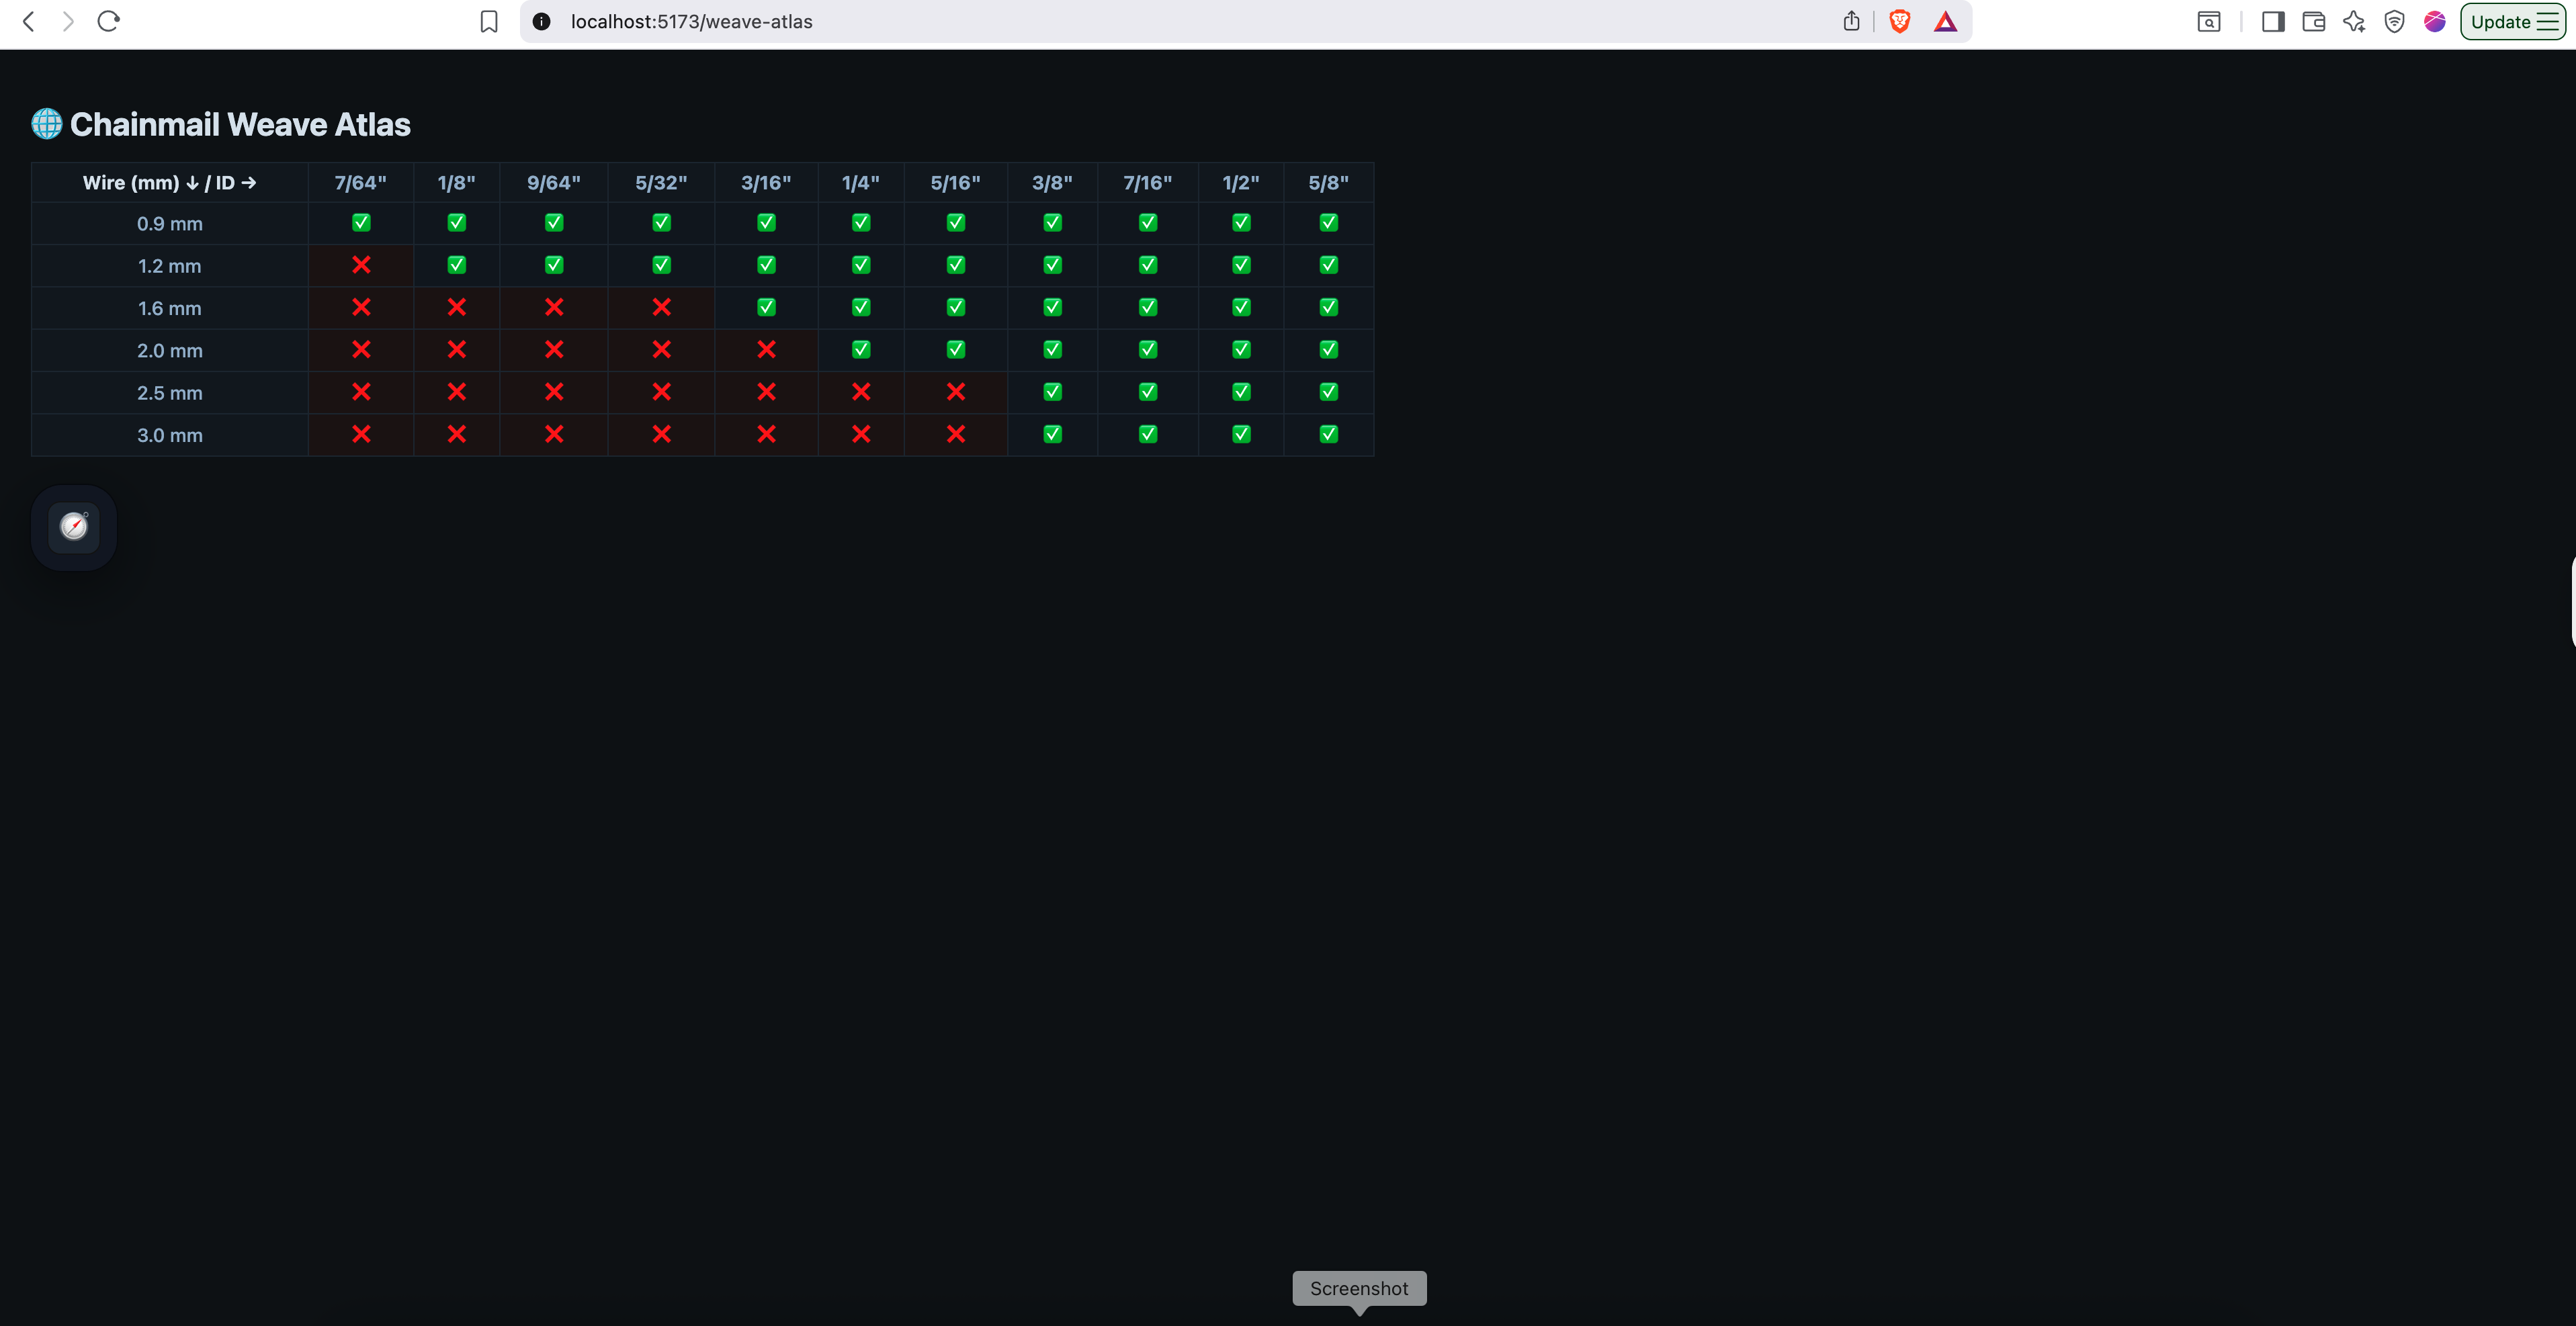 localhost:5173/weave-atlas
Update
Chainmail Weave Atlas
Wire (mm) ↓ / ID → 7/64" 1/8" 9/64" 5/32" 3/16" 1/4" 5/16" 3/8" 7/16" 1/2" 5/8"
0.9 mm ✅ ✅ ✅ ✅ ✅ ✅ ✅ ✅ ✅ ✅ ✅
1.2 mm ❌ ✅ ✅ ✅ ✅ ✅ ✅ ✅ ✅ ✅ ✅
1.6 mm ❌ ❌ ❌ ❌ ✅ ✅ ✅ ✅ ✅ ✅ ✅
2.0 mm ❌ ❌ ❌ ❌ ❌ ✅ ✅ ✅ ✅ ✅ ✅
2.5 mm ❌ ❌ ❌ ❌ ❌ ❌ ❌ ✅ ✅ ✅ ✅
3.0 mm ❌ ❌ ❌ ❌ ❌ ❌ ❌ ✅ ✅ ✅ ✅
Screenshot